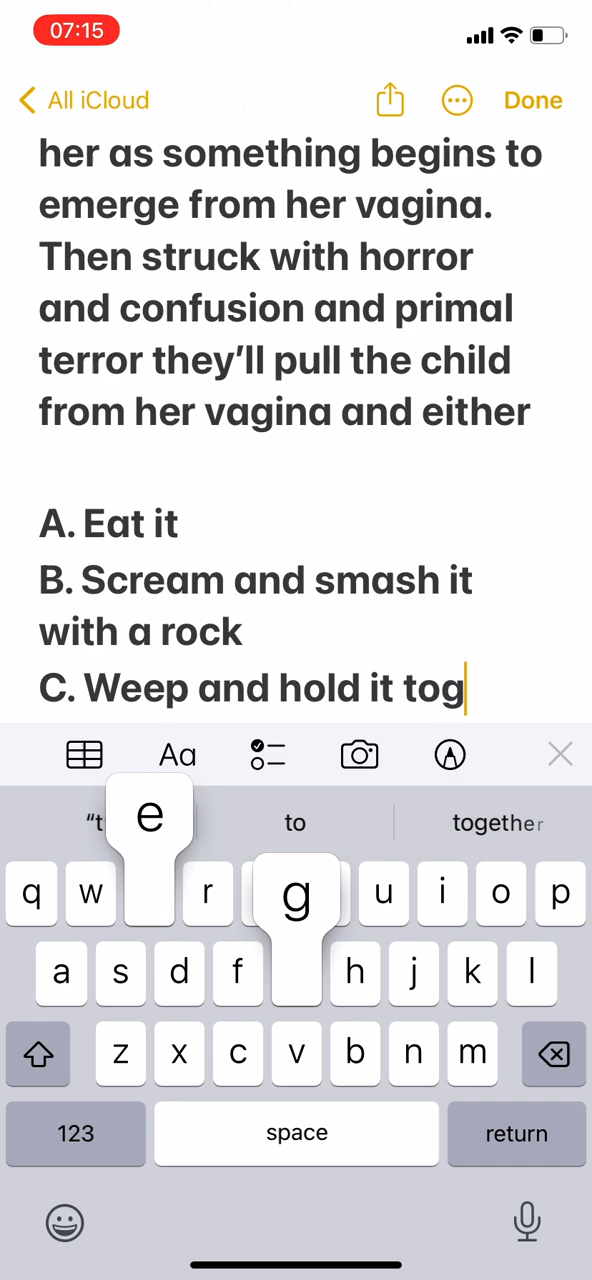 07:15
All iCloud
Done
her as something begins to
emerge from her vagina.
Then struck with horror
and confusion and primal
terror they'll pull the child
from her vagina and either
A. Eat it
B. Scream and smash it
with a rock
C. Weep and hold it tog
Aa
"t
to
together
e
q w r u i o p
g
a s d f h j k l
z x c v b n m
123 space return